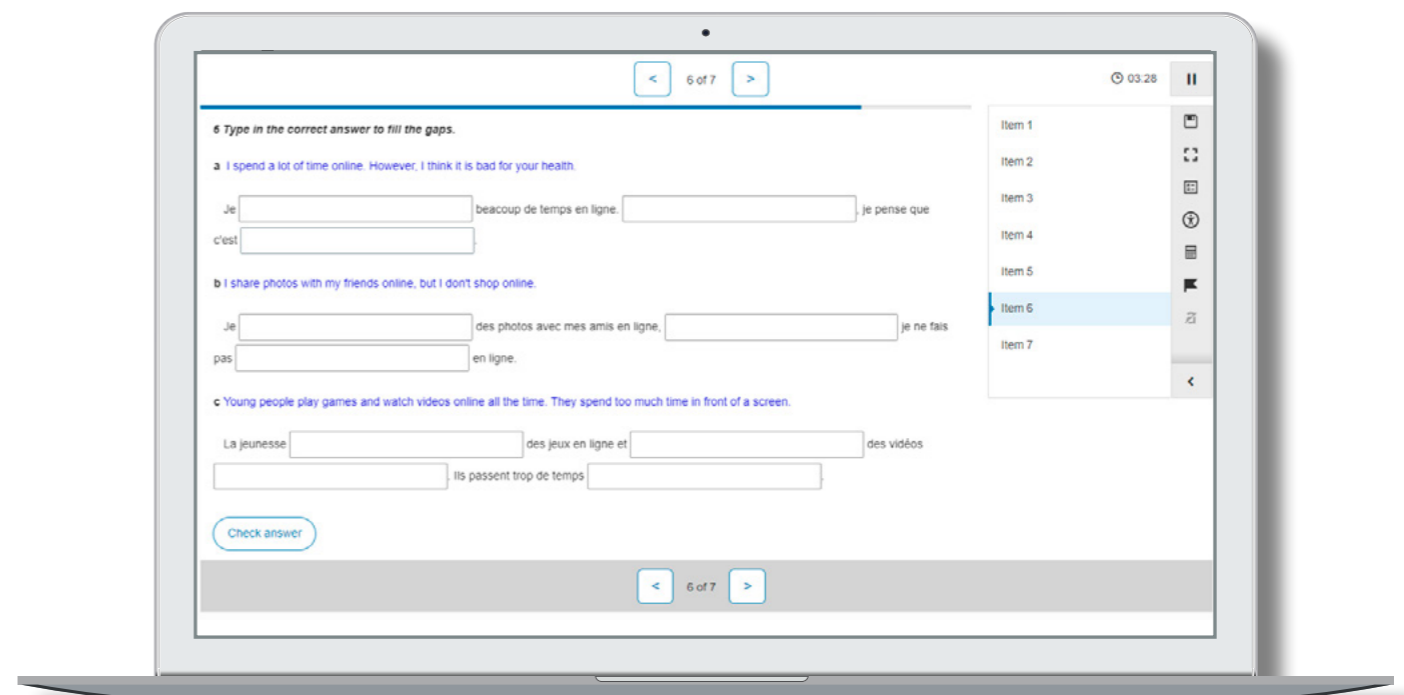 < 6 of 7 >
03:28
6 Type in the correct answer to fill the gaps.
a I spend a lot of time online. However, I think it is bad for your health.
Je beacoup de temps en ligne. , je pense que
c'est .
b I share photos with my friends online, but I don't shop online.
Je des photos avec mes amis en ligne, je ne fais
pas en ligne.
c Young people play games and watch videos online all the time. They spend too much time in front of a screen.
La jeunesse des jeux en ligne et des vidéos
. Ils passent trop de temps .
Check answer
Item 1
Item 2
Item 3
Item 4
Item 5
Item 6
Item 7
< 6 of 7 >